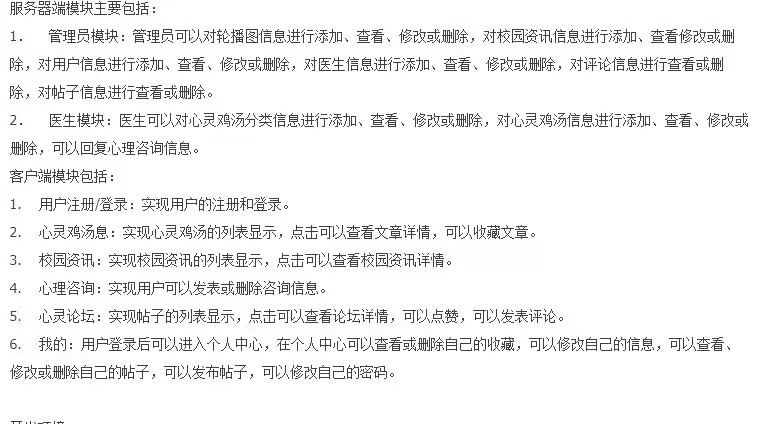 服务器端模块主要包括：
1． 管理员模块：管理员可以对轮播图信息进行添加、查看、修改或删除，对校园资讯信息进行添加、查看修改或删
除，对用户信息进行添加、查看、修改或删除，对医生信息进行添加、查看、修改或删除，对评论信息进行查看或删
除，对帖子信息进行查看或删除。
2． 医生模块：医生可以对心灵鸡汤分类信息进行添加、查看、修改或删除，对心灵鸡汤信息进行添加、查看、修改或
删除，可以回复心理咨询信息。
客户端模块包括：
1. 用户注册/登录：实现用户的注册和登录。
2. 心灵鸡汤息：实现心灵鸡汤的列表显示，点击可以查看文章详情，可以收藏文章。
3. 校园资讯：实现校园资讯的列表显示，点击可以查看校园资讯详情。
4. 心理咨询：实现用户可以发表或删除咨询信息。
5. 心灵论坛：实现帖子的列表显示，点击可以查看论坛详情，可以点赞，可以发表评论。
6. 我的：用户登录后可以进入个人中心，在个人中心可以查看或删除自己的收藏，可以修改自己的信息，可以查看、
修改或删除自己的帖子，可以发布帖子，可以修改自己的密码。